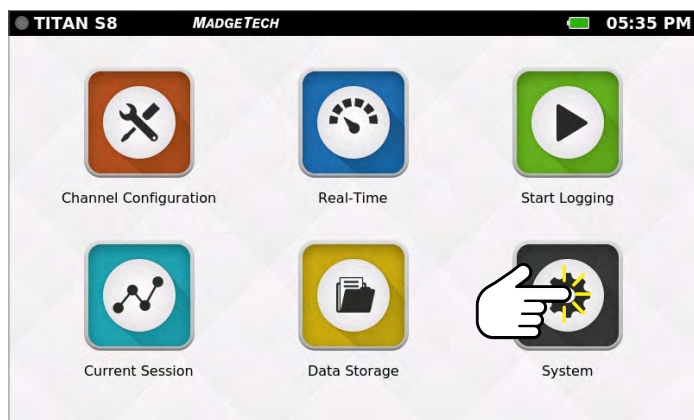 TITAN S8 MADGETECH 05:35 PM
Channel Configuration Real-Time Start Logging
Current Session Data Storage System